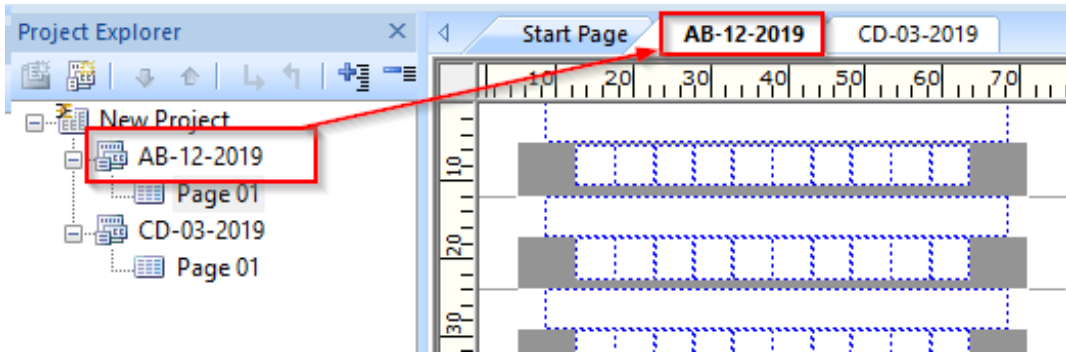 Project Explorer
New Project
AB-12-2019
Page 01
CD-03-2019
Page 01
Start Page AB-12-2019 CD-03-2019
10 20 30 40 50 60 70
10
20
30